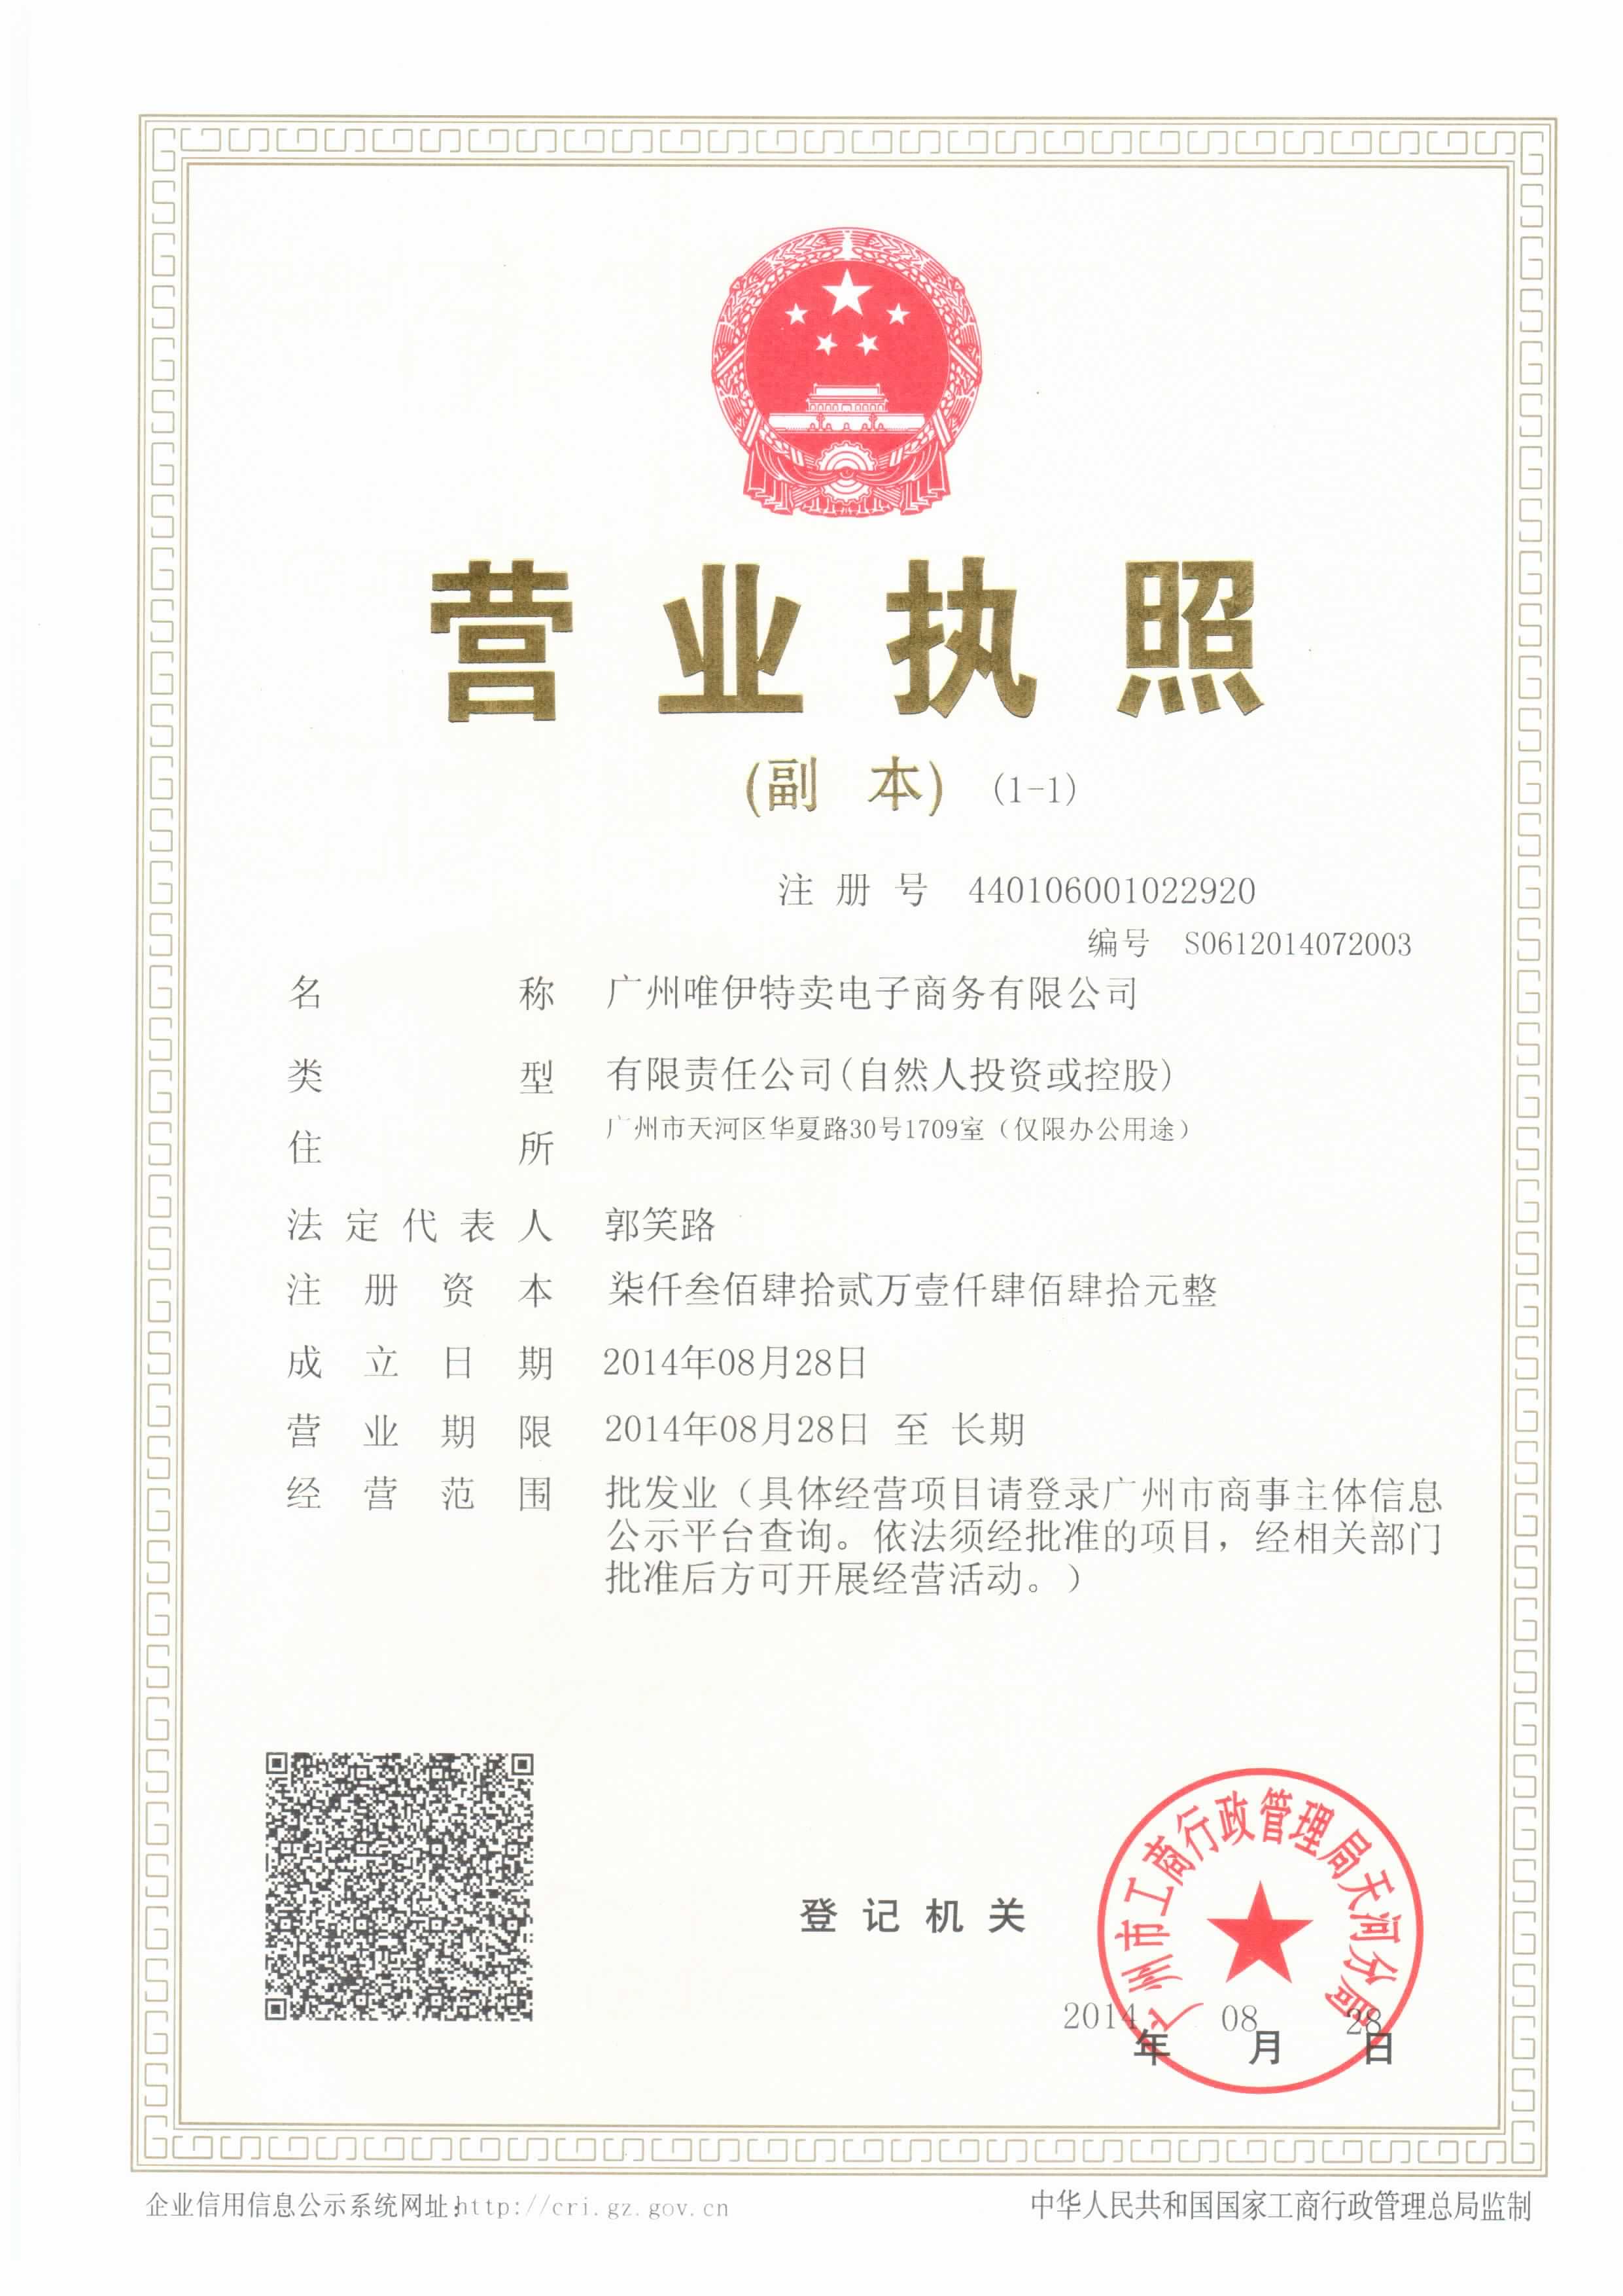 营业执照
(副 本) (1-1)
注 册 号 440106001022920
编号 S0612014072003
名 称 广州唯伊特卖电子商务有限公司
类 型 有限责任公司(自然人投资或控股)
住 所 广州市天河区华夏路30号1709室（仅限办公用途）
法 定 代 表 人 郭笑路
注 册 资 本 柒仟叁佰肆拾贰万壹仟肆佰肆拾元整
成 立 日 期 2014年08月28日
营 业 期 限 2014年08月28日 至 长期
经 营 范 围 批发业（具体经营项目请登录广州市商事主体信息
公示平台查询。依法须经批准的项目，经相关部门
批准后方可开展经营活动。）
登 记 机 关
广州市工商行政管理局天河分局
2014 年 08 月 28 日
企业信用信息公示系统网址:http://cri.gz.gov.cn
中华人民共和国国家工商行政管理总局监制